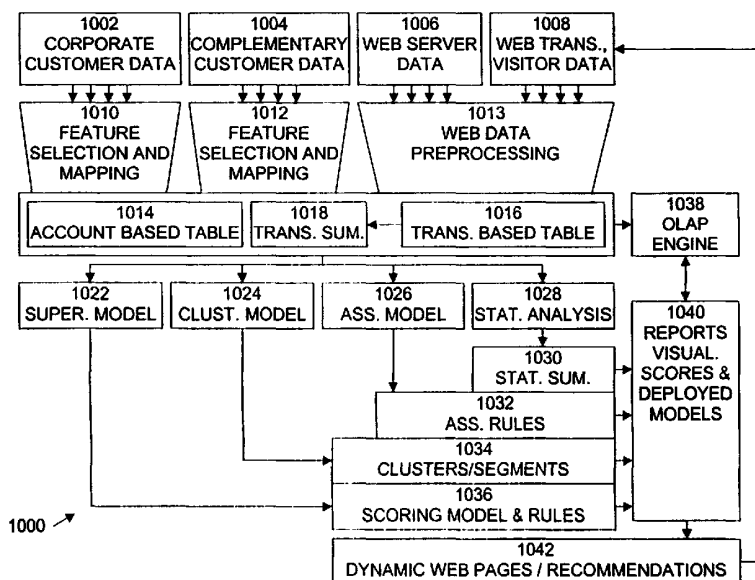 1002
CORPORATE
CUSTOMER DATA
1004
COMPLEMENTARY
CUSTOMER DATA
1006
WEB SERVER
DATA
1008
WEB TRANS.,
VISITOR DATA
1010
FEATURE
SELECTION AND
MAPPING
1012
FEATURE
SELECTION AND
MAPPING
1013
WEB DATA
PREPROCESSING
1014
ACCOUNT BASED TABLE
1018
TRANS. SUM.
1016
TRANS. BASED TABLE
1038
OLAP
ENGINE
1022
SUPER. MODEL
1024
CLUST. MODEL
1026
ASS. MODEL
1028
STAT. ANALYSIS
1040
REPORTS
VISUAL.
SCORES &
DEPLOYED
MODELS
1030
STAT. SUM.
1032
ASS. RULES
1034
CLUSTERS/SEGMENTS
1036
SCORING MODEL & RULES
1000
1042
DYNAMIC WEB PAGES / RECOMMENDATIONS